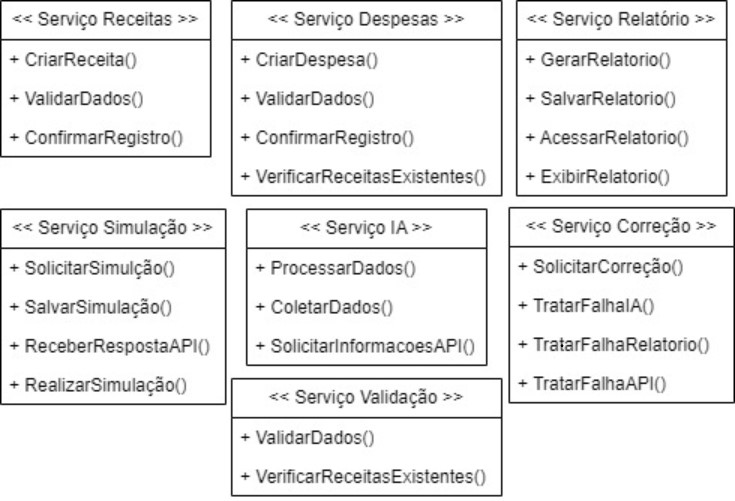 << Serviço Receitas >>
+ CriarReceita()
+ ValidarDados()
+ ConfirmarRegistro()
<< Serviço Despesas >>
+ CriarDespesa()
+ ValidarDados()
+ ConfirmarRegistro()
+ VerificarReceitasExistentes()
<< Serviço Relatório >>
+ GerarRelatorio()
+ SalvarRelatorio()
+ AcessarRelatorio()
+ ExibirRelatorio()
<< Serviço Simulação >>
+ SolicitarSimulção()
+ SalvarSimulação()
+ ReceberRespostaAPI()
+ RealizarSimulação()
<< Serviço IA >>
+ ProcessarDados()
+ ColetarDados()
+ SolicitarInformacoesAPI()
<< Serviço Correção >>
+ SolicitarCorreção()
+ TratarFalhaIA()
+ TratarFalhaRelatorio()
+ TratarFalhaAPI()
<< Serviço Validação >>
+ ValidarDados()
+ VerificarReceitasExistentes()